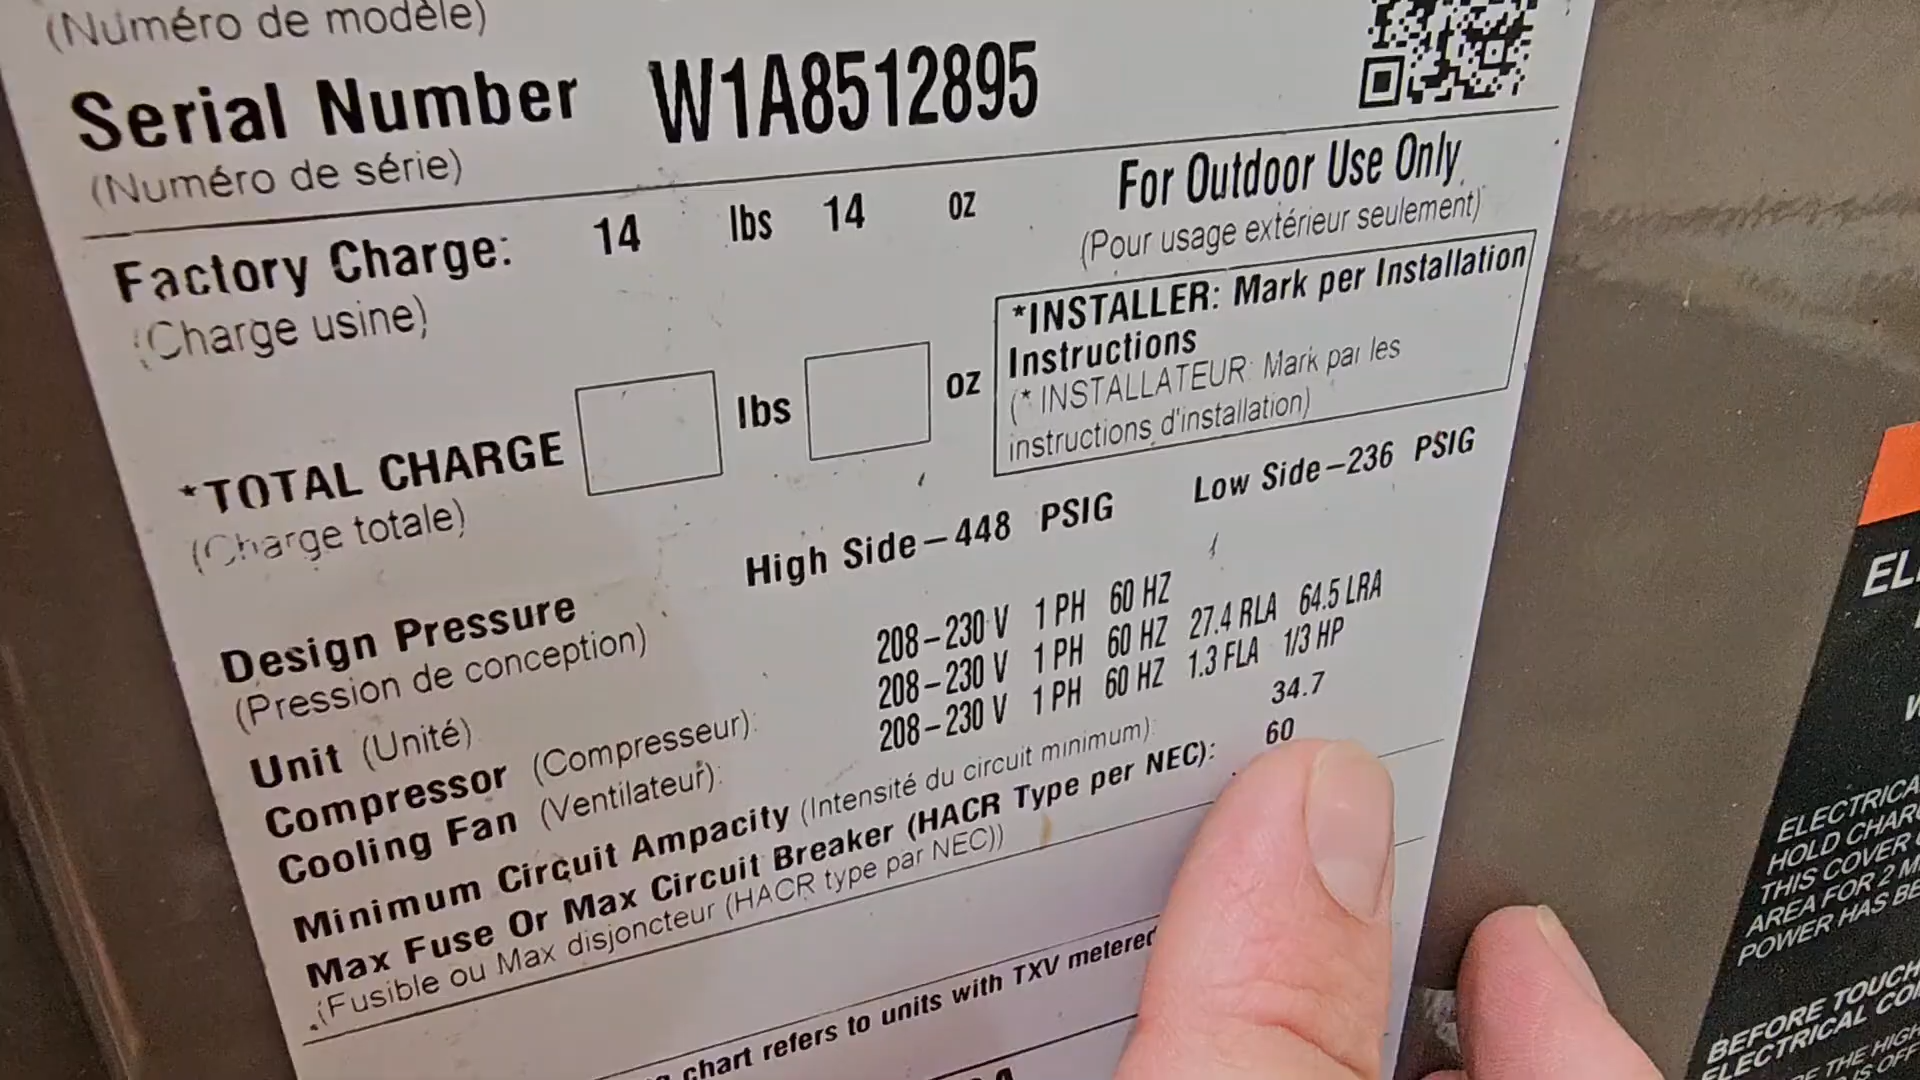 (Numéro de modèle)
Serial Number W1A8512895
(Numéro de série)
Factory Charge: 14 lbs 14 oz
(Charge usine)
For Outdoor Use Only
(Pour usage extérieur seulement)
*INSTALLER: Mark per Installation
Instructions
(* INSTALLATEUR: Mark par les
instructions d'installation)
*TOTAL CHARGE lbs oz
(Charge totale)
Design Pressure High Side–448 PSIG Low Side–236 PSIG
(Pression de conception)
Unit (Unité) 208–230 V 1 PH 60 HZ
Compressor (Compresseur): 208–230 V 1 PH 60 HZ 27.4 RLA 64.5 LRA
Cooling Fan (Ventilateur): 208–230 V 1 PH 60 HZ 1.3 FLA 1/3 HP
Minimum Circuit Ampacity (Intensité du circuit minimum): 34.7
Max Fuse Or Max Circuit Breaker (HACR Type per NEC): 60
(Fusible ou Max disjoncteur (HACR type par NEC))
chart refers to units with TXV metered
ELECTRICA
HOLD CHAR
THIS COVER
AREA FOR 2 M
POWER HAS BE
BEFORE TOUCH
ELECTRICAL CO
THE HIGH
IS OFF